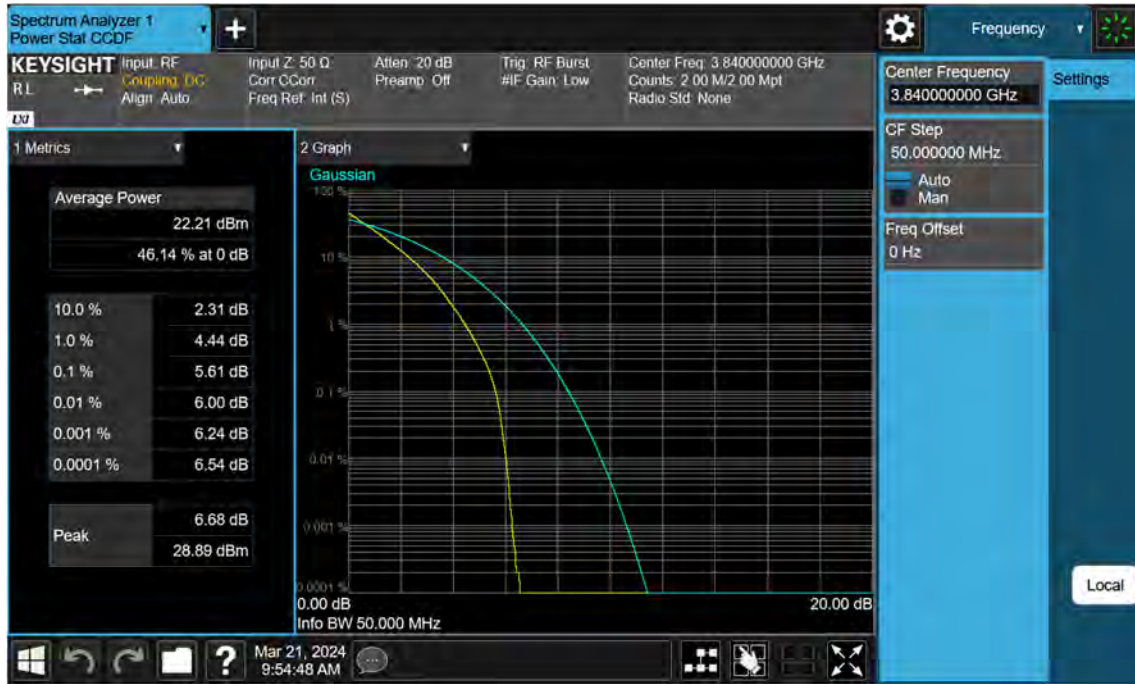 Spectrum Analyzer 1
Power Stat CCDF
Frequency
KEYSIGHT
R L
LXI
Input: RF
Coupling: DC
Align: Auto
Input Z: 50 Ω
Corr CCorr
Freq Ref: Int (S)
Atten: 20 dB
Preamp: Off
Trig: RF Burst
#IF Gain: Low
Center Freq: 3.840000000 GHz
Counts: 2.00 M/2.00 Mpt
Radio Std: None
Center Frequency
3.840000000 GHz
Settings
CF Step
50.000000 MHz
Auto
Man
Freq Offset
0 Hz
1 Metrics
Average Power
22.21 dBm
46.14 % at 0 dB
10.0 % 2.31 dB
1.0 % 4.44 dB
0.1 % 5.61 dB
0.01 % 6.00 dB
0.001 % 6.24 dB
0.0001 % 6.54 dB
Peak
6.68 dB
28.89 dBm
2 Graph
Gaussian
100 %
10 %
1 %
0.1 %
0.01 %
0.001 %
0.0001 %
0.00 dB
20.00 dB
Info BW 50.000 MHz
Local
?
Mar 21, 2024
9:54:48 AM